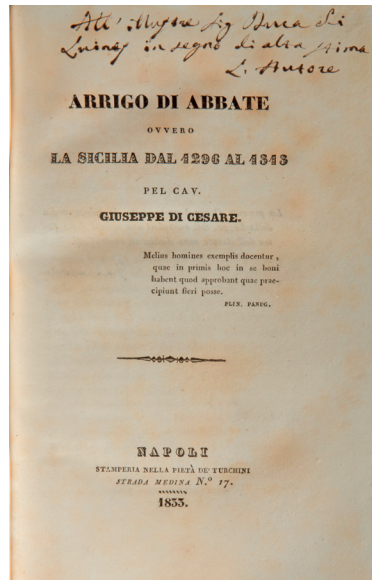 All' illustre Sig Duca di
Luines in segno di alta stima
L' Autore
ARRIGO DI ABBATE
OVVERO
LA SICILIA DAL 1296 AL 1313
PEL CAV.
GIUSEPPE DI CESARE.
Melius homines exemplis docentur,
quae in primis hoc in se boni
habent quod approbant quae prae-
cipiunt fieri posse.
PLIN. PANEG.
NAPOLI
STAMPERIA NELLA PIETÀ DE' TURCHINI
STRADA MEDINA N.° 17.
1833.